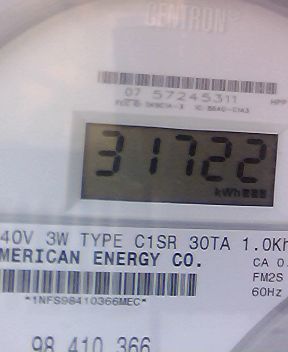 CENTRON
07 57245311
31722
kWh
40V 3W TYPE C1SR 30TA 1.0Kh
MERICAN ENERGY CO.
CA 0.
FM2S
60Hz
*1NFS98410366MEC*
98 410 366